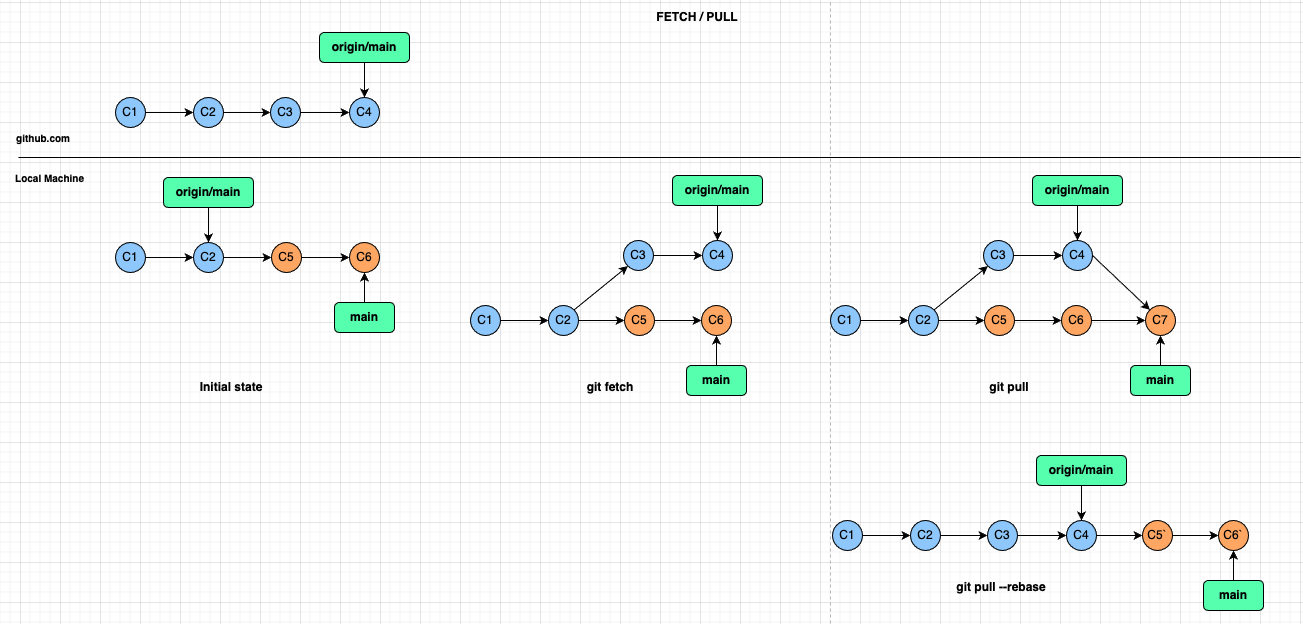 FETCH / PULL
origin/main
C1 C2 C3 C4
github.com
Local Machine
origin/main
C1 C2 C5 C6
main
Initial state
origin/main
C3 C4
C1 C2 C5 C6
main
git fetch
origin/main
C3 C4
C1 C2 C5 C6 C7
main
git pull
origin/main
C1 C2 C3 C4 C5` C6`
git pull --rebase
main